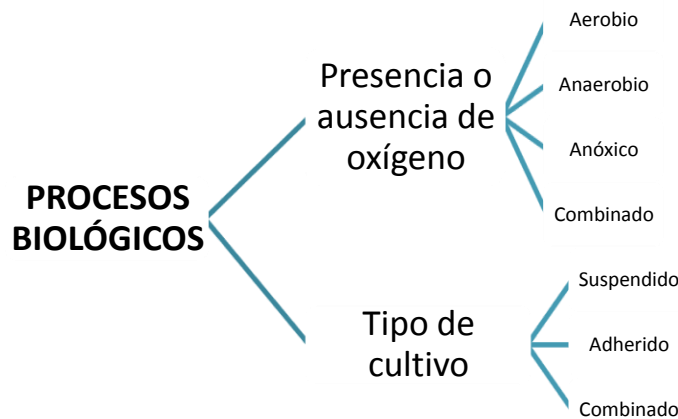 PROCESOS
BIOLÓGICOS
Presencia o
ausencia de
oxígeno
Aerobio
Anaerobio
Anóxico
Combinado
Tipo de
cultivo
Suspendido
Adherido
Combinado